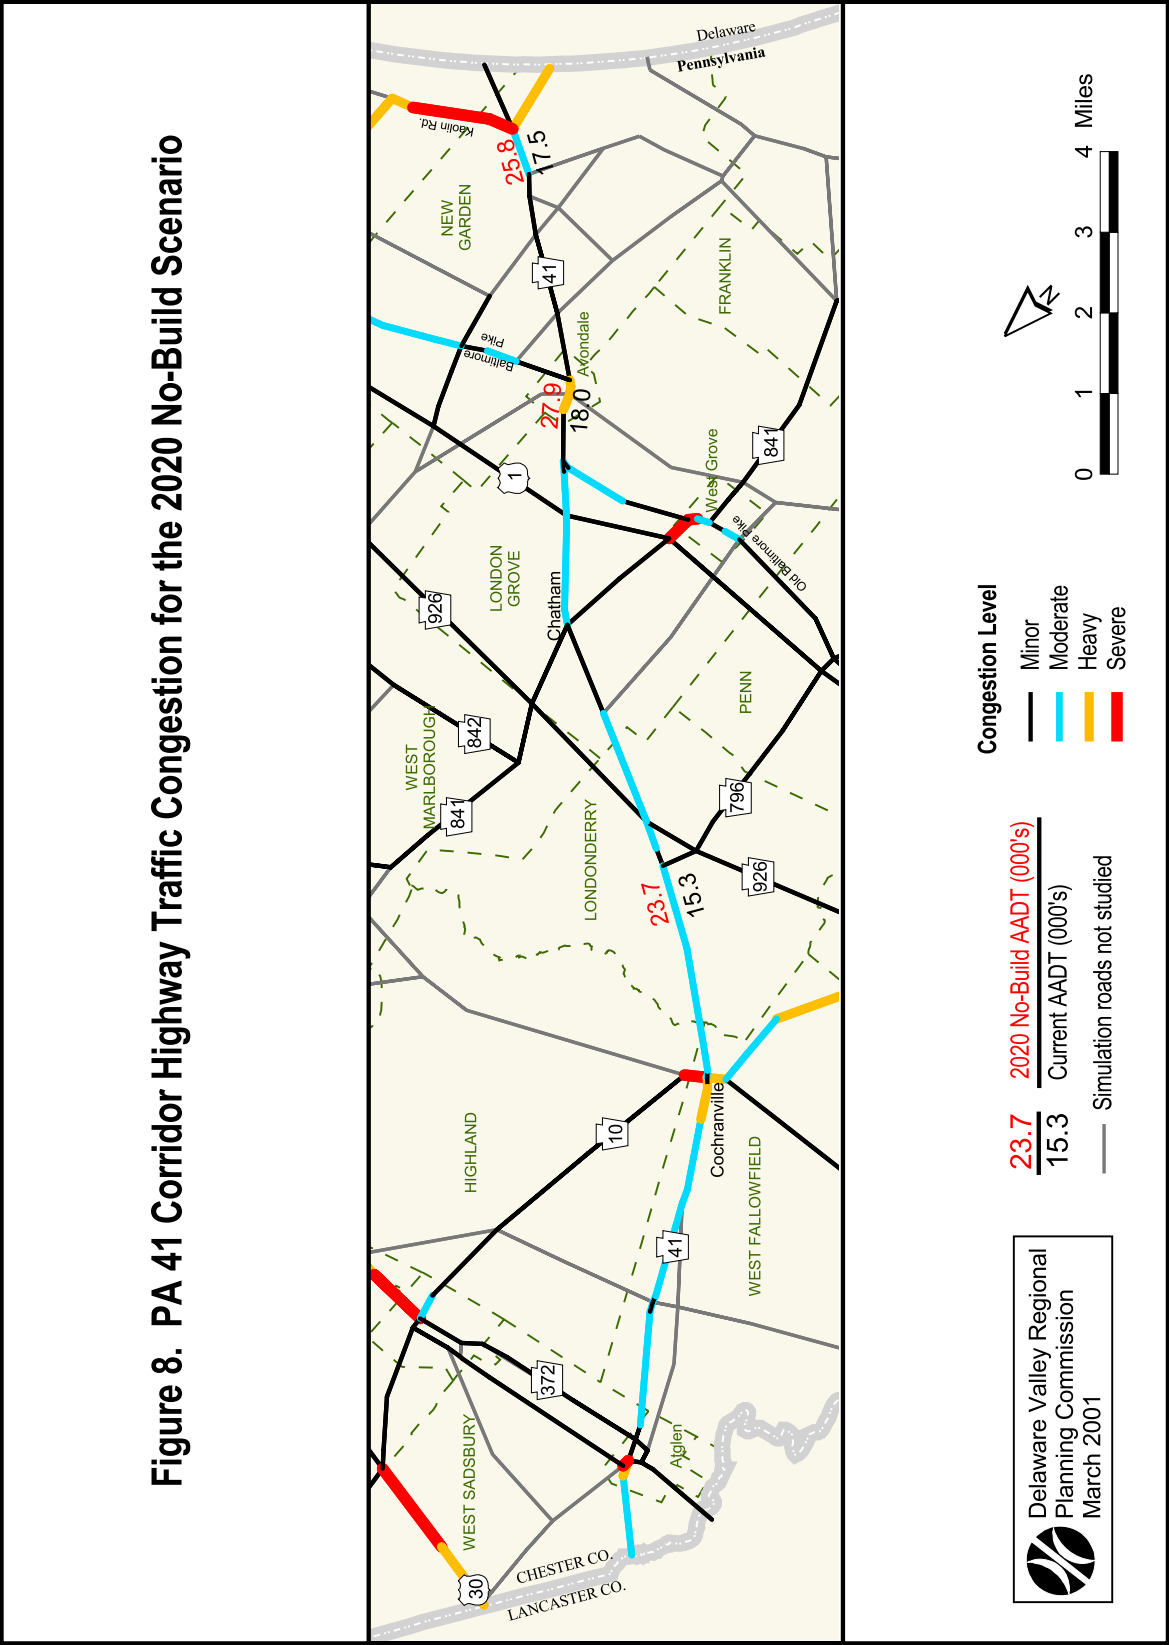 Figure 8. PA 41 Corridor Highway Traffic Congestion for the 2020 No-Build Scenario
CHESTER CO.
LANCASTER CO.
30
WEST SADSBURY
Atglen
372
HIGHLAND
10
41
WEST FALLOWFIELD
Cochranville
LONDONDERRY
23.7
15.3
926
796
PENN
WEST
MARLBOROUGH
841
842
926
LONDON
GROVE
Chatham
1
Old Baltimore Pike
West Grove
841
27.9
18.0
Avondale
Baltimore
Pike
FRANKLIN
41
NEW
GARDEN
25.8
17.5
Kaolin Rd.
Delaware
Pennsylvania
Delaware Valley Regional
Planning Commission
March 2001
23.7
15.3
2020 No-Build AADT (000's)
Current AADT (000's)
Simulation roads not studied
Congestion Level
Minor
Moderate
Heavy
Severe
N
0 1 2 3 4 Miles